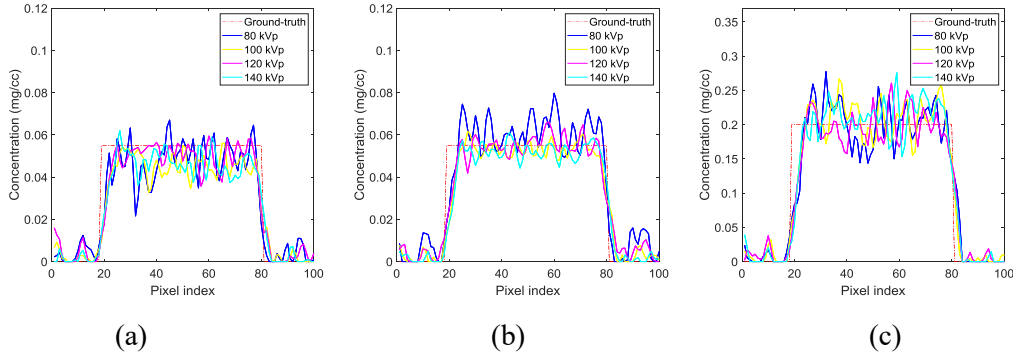 0.12
0.1
0.08
0.06
0.04
0.02
0
0 20 40 60 80 100
Concentration (mg/cc)
Pixel index
Ground-truth
80 kVp
100 kVp
120 kVp
140 kVp
(a)
0.12
0.1
0.08
0.06
0.04
0.02
0
0 20 40 60 80 100
Concentration (mg/cc)
Pixel index
Ground-truth
80 kVp
100 kVp
120 kVp
140 kVp
(b)
0.35
0.3
0.25
0.2
0.15
0.1
0.05
0
0 20 40 60 80 100
Concentration (mg/cc)
Pixel index
Ground-truth
80 kVp
100 kVp
120 kVp
140 kVp
(c)